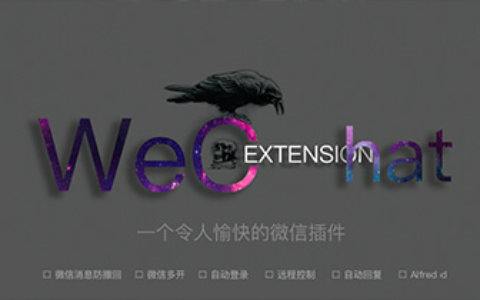 WeChat
EXTENSION
一个令人愉快的微信插件
□ 微信消息防撤回 □ 微信多开 □ 自动登录 □ 远程控制 □ 自动回复 □ Alfred id